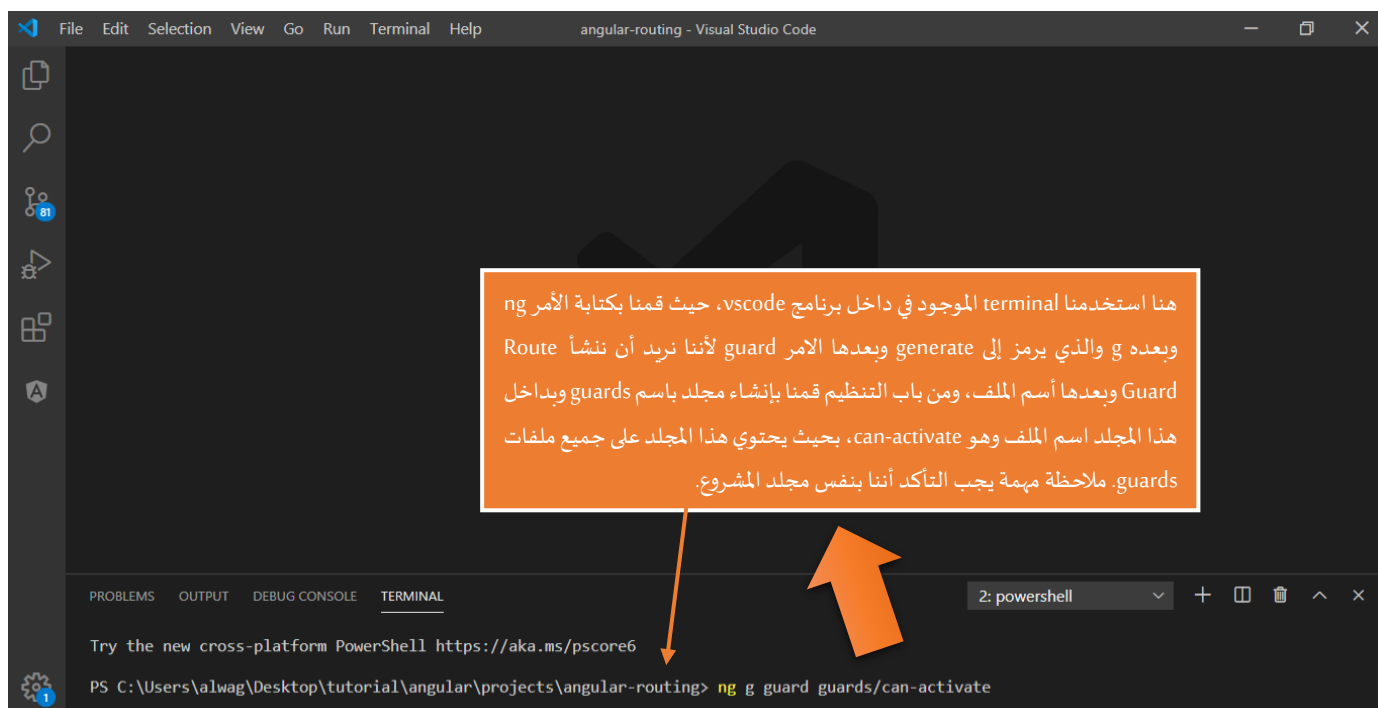 File Edit Selection View Go Run Terminal Help angular-routing - Visual Studio Code
81
هنا استخدمنا terminal الموجود في داخل برنامج vscode، حيث قمنا بكتابة الأمر ng
وبعده g والذي يرمز إلى generate وبعدها الامر guard لأننا نريد أن ننشأ Route
Guard وبعدها أسم الملف، ومن باب التنظيم قمنا بإنشاء مجلد باسم guards وبداخل
هذا المجلد اسم الملف وهو can-activate، بحيث يحتوي هذا المجلد على جميع ملفات
guards. ملاحظة مهمة يجب التأكد أننا بنفس مجلد المشروع.
PROBLEMS OUTPUT DEBUG CONSOLE TERMINAL 2: powershell
Try the new cross-platform PowerShell https://aka.ms/pscore6
PS C:\Users\alwag\Desktop\tutorial\angular\projects\angular-routing> ng g guard guards/can-activate
1